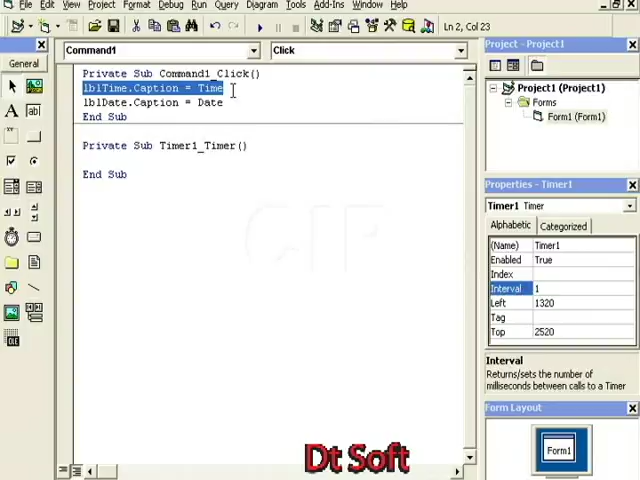 File Edit View Project Format Debug Run Query Diagram Tools Add-Ins Window Help
Ln 2, Col 23
General
Command1
Click
Private Sub Command1_Click()
lblTime.Caption = Time
lblDate.Caption = Date
End Sub
Private Sub Timer1_Timer()
End Sub
A
ab
xy
OLE
Project - Project1
Project1 (Project1)
Forms
Form1 (Form1)
Properties - Timer1
Timer1 Timer
Alphabetic Categorized
(Name) Timer1
Enabled True
Index
Interval 1
Left 1320
Tag
Top 2520
Interval
Returns/sets the number of
milliseconds between calls to a Timer
Form Layout
Form1
Dt Soft